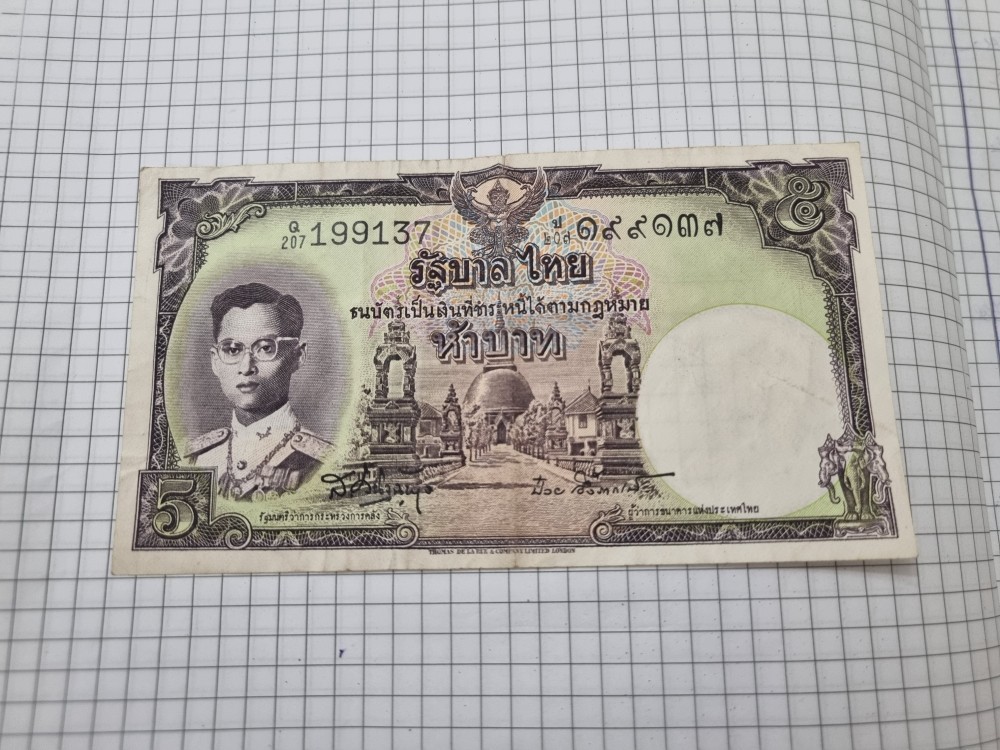 Q
207 199137
ป
๒๐๗ ๑๙๙๑๓๗
๕
รัฐบาลไทย
ธนบัตร์เป็นเงินที่ชำระหนี้ได้ตามกฎหมาย
ห้าบาท
5
รัฐมนตรีว่าการกระทรวงการคลัง
ผู้ว่าการธนาคารแห่งประเทศไทย
THOMAS DE LA RUE & COMPANY LIMITED LONDON